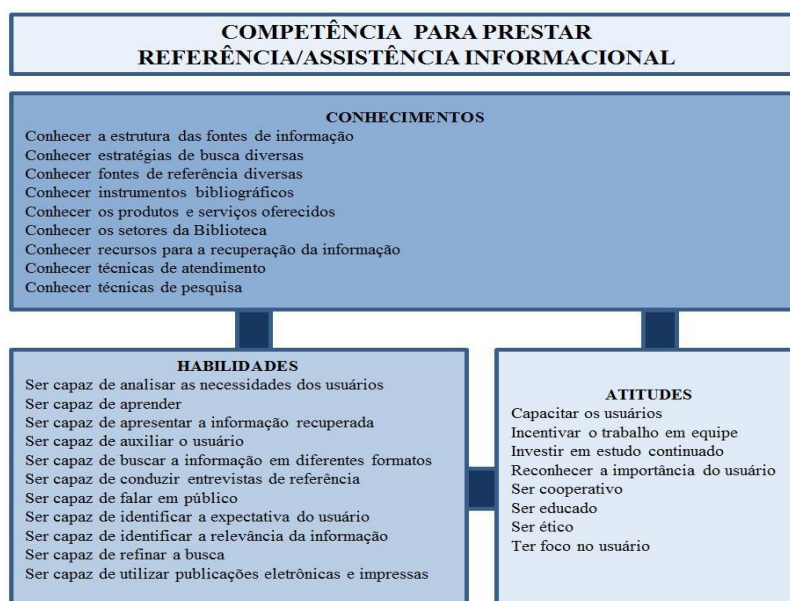 COMPETÊNCIA PARA PRESTAR
REFERÊNCIA/ASSISTÊNCIA INFORMACIONAL
CONHECIMENTOS
Conhecer a estrutura das fontes de informação
Conhecer estratégias de busca diversas
Conhecer fontes de referência diversas
Conhecer instrumentos bibliográficos
Conhecer os produtos e serviços oferecidos
Conhecer os setores da Biblioteca
Conhecer recursos para a recuperação da informação
Conhecer técnicas de atendimento
Conhecer técnicas de pesquisa
HABILIDADES
Ser capaz de analisar as necessidades dos usuários
Ser capaz de aprender
Ser capaz de apresentar a informação recuperada
Ser capaz de auxiliar o usuário
Ser capaz de buscar a informação em diferentes formatos
Ser capaz de conduzir entrevistas de referência
Ser capaz de falar em público
Ser capaz de identificar a expectativa do usuário
Ser capaz de identificar a relevância da informação
Ser capaz de refinar a busca
Ser capaz de utilizar publicações eletrônicas e impressas
ATITUDES
Capacitar os usuários
Incentivar o trabalho em equipe
Investir em estudo continuado
Reconhecer a importância do usuário
Ser cooperativo
Ser educado
Ser ético
Ter foco no usuário